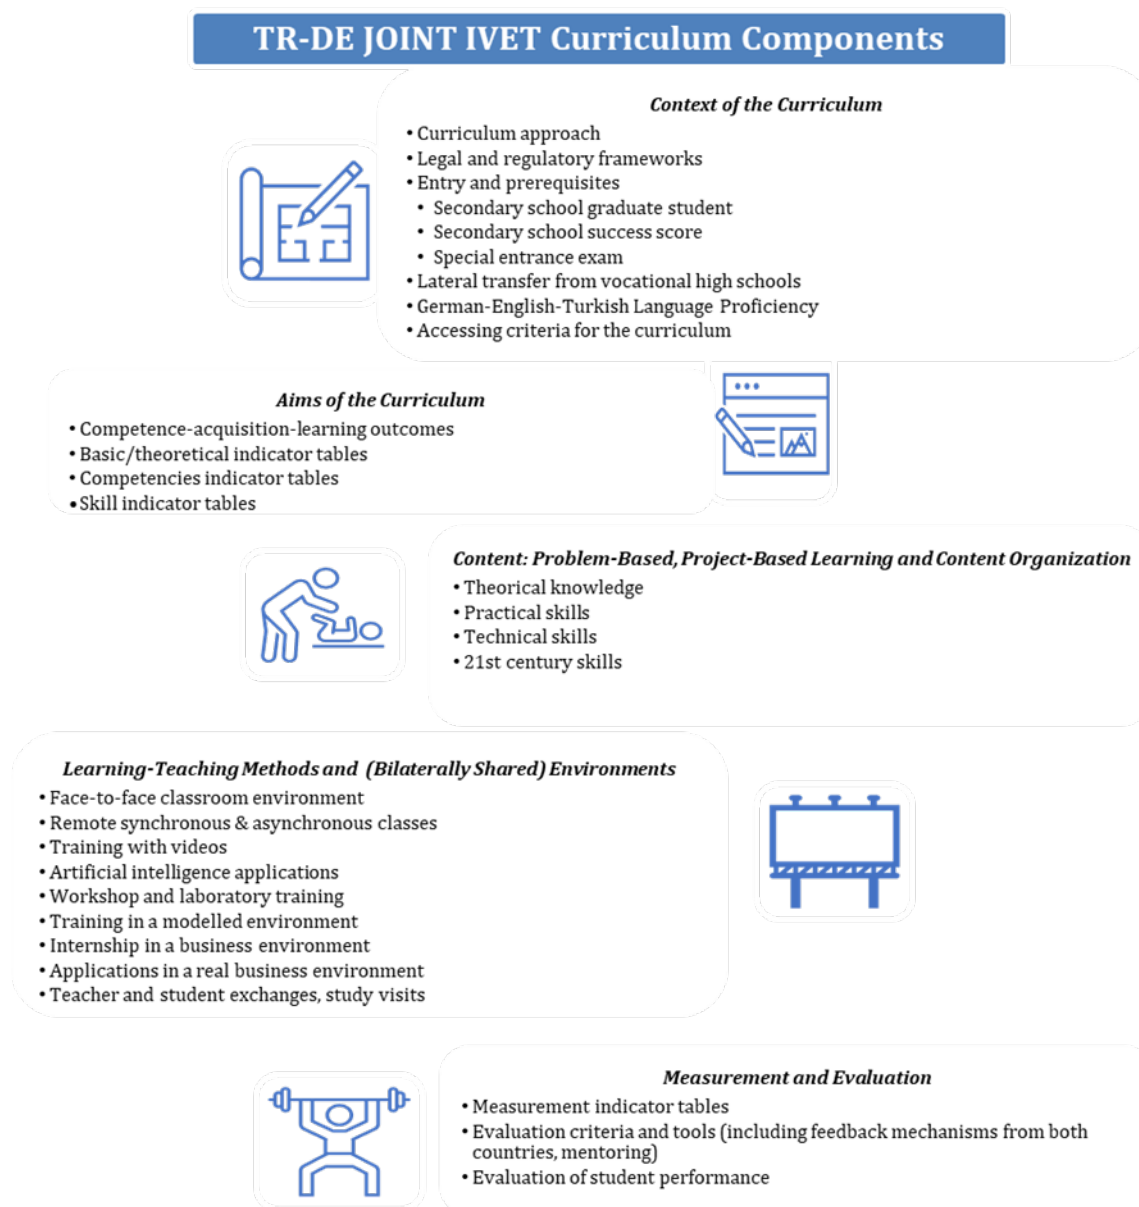 TR-DE JOINT IVET Curriculum Components
Context of the Curriculum
• Curriculum approach
• Legal and regulatory frameworks
• Entry and prerequisites
• Secondary school graduate student
• Secondary school success score
• Special entrance exam
• Lateral transfer from vocational high schools
• German-English-Turkish Language Proficiency
• Accessing criteria for the curriculum
Aims of the Curriculum
• Competence-acquisition-learning outcomes
• Basic/theoretical indicator tables
• Competencies indicator tables
• Skill indicator tables
Content: Problem-Based, Project-Based Learning and Content Organization
• Theorical knowledge
• Practical skills
• Technical skills
• 21st century skills
Learning-Teaching Methods and (Bilaterally Shared) Environments
• Face-to-face classroom environment
• Remote synchronous & asynchronous classes
• Training with videos
• Artificial intelligence applications
• Workshop and laboratory training
• Training in a modelled environment
• Internship in a business environment
• Applications in a real business environment
• Teacher and student exchanges, study visits
Measurement and Evaluation
• Measurement indicator tables
• Evaluation criteria and tools (including feedback mechanisms from both
countries, mentoring)
• Evaluation of student performance